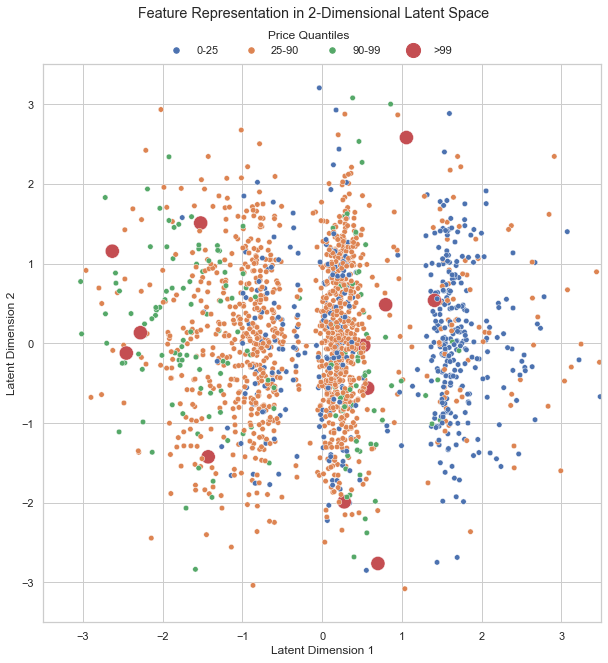 Feature Representation in 2-Dimensional Latent Space
Price Quantiles
0-25 25-90 90-99 >99
3
2
1
0
−1
−2
−3
Latent Dimension 2
−3 −2 −1 0 1 2 3
Latent Dimension 1